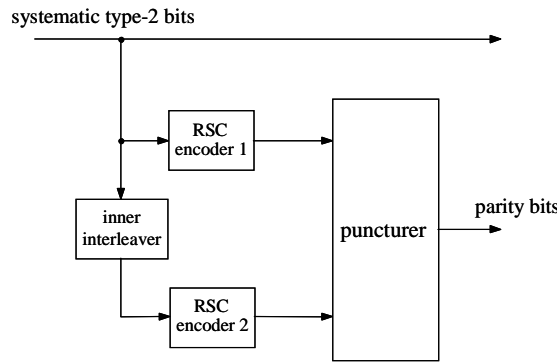 systematic type-2 bits
RSC
encoder 1
inner
interleaver
puncturer
parity bits
RSC
encoder 2